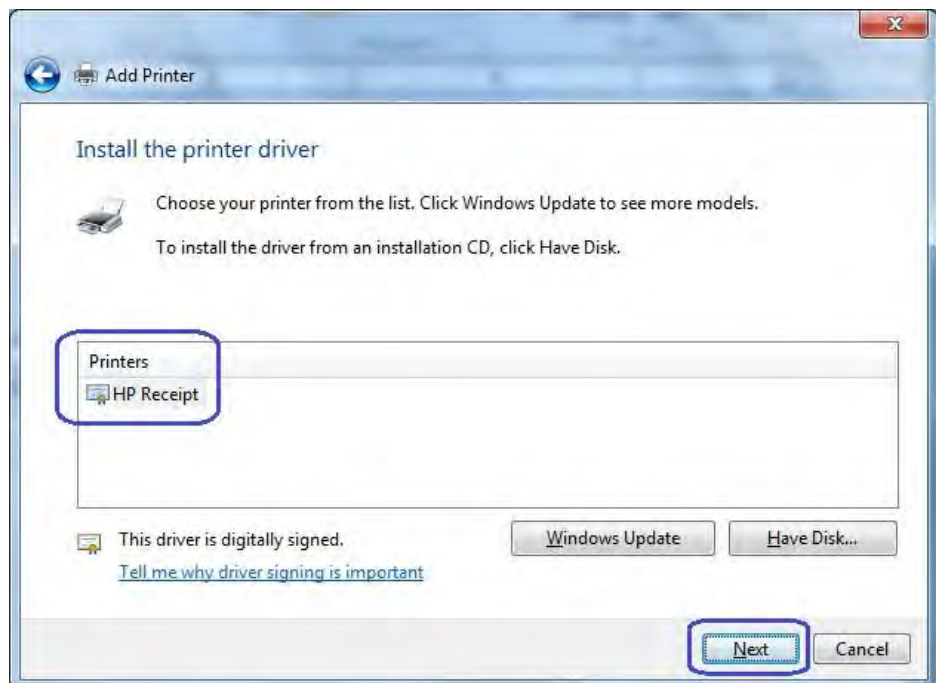 Add Printer
Install the printer driver
Choose your printer from the list. Click Windows Update to see more models.
To install the driver from an installation CD, click Have Disk.
Printers
HP Receipt
This driver is digitally signed.
Windows Update
Have Disk...
Tell me why driver signing is important
Next
Cancel